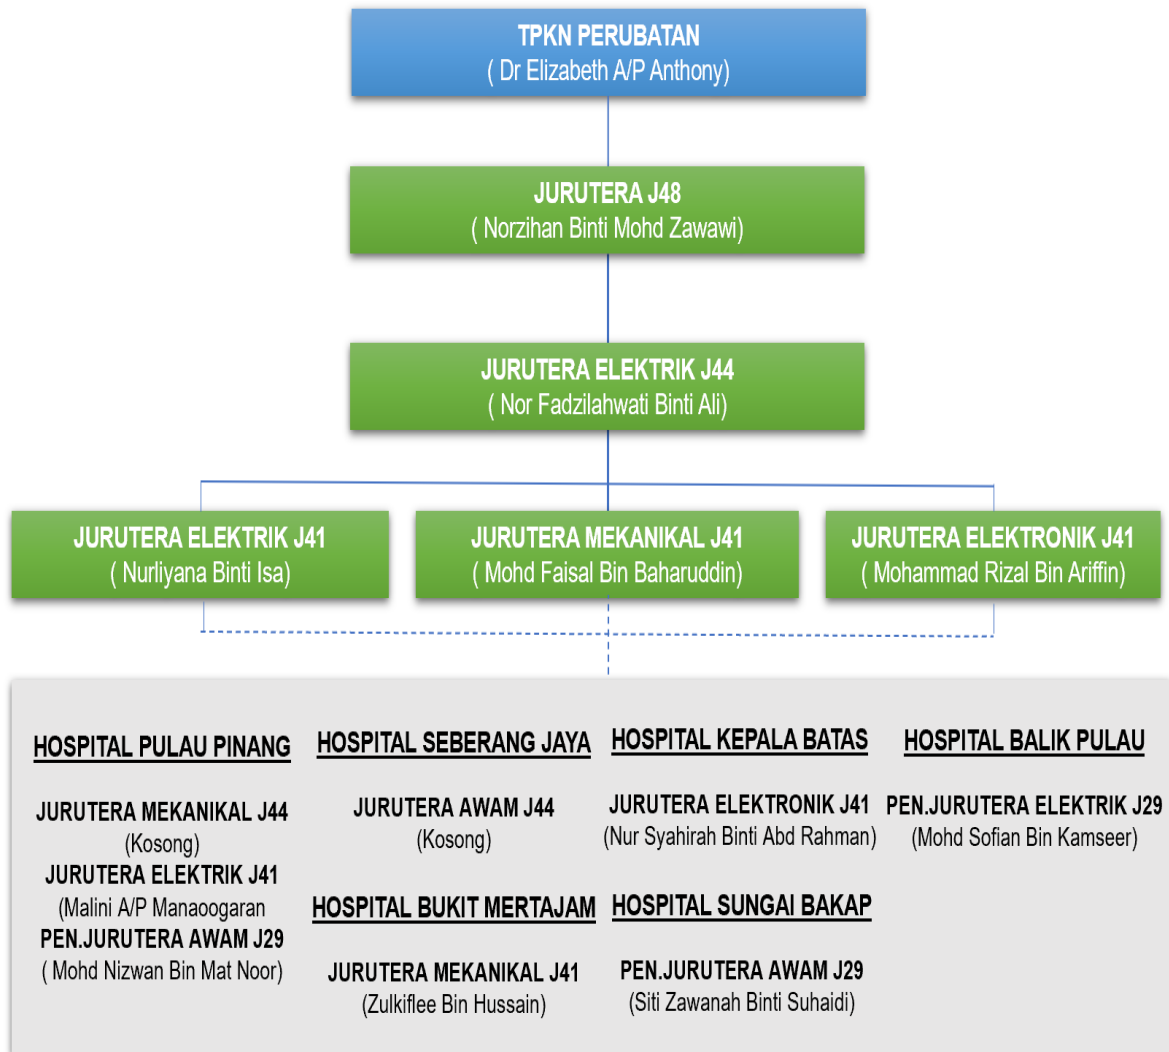 TPKN PERUBATAN
( Dr Elizabeth A/P Anthony)
JURUTERA J48
( Norzihan Binti Mohd Zawawi)
JURUTERA ELEKTRIK J44
( Nor Fadzilahwati Binti Ali)
JURUTERA ELEKTRIK J41
( Nurliyana Binti Isa)
JURUTERA MEKANIKAL J41
( Mohd Faisal Bin Baharuddin)
JURUTERA ELEKTRONIK J41
( Mohammad Rizal Bin Ariffin)
HOSPITAL PULAU PINANG
JURUTERA MEKANIKAL J44
(Kosong)
JURUTERA ELEKTRIK J41
(Malini A/P Manaoogaran
PEN.JURUTERA AWAM J29
( Mohd Nizwan Bin Mat Noor)
HOSPITAL SEBERANG JAYA
JURUTERA AWAM J44
(Kosong)
HOSPITAL BUKIT MERTAJAM
JURUTERA MEKANIKAL J41
(Zulkiflee Bin Hussain)
HOSPITAL KEPALA BATAS
JURUTERA ELEKTRONIK J41
(Nur Syahirah Binti Abd Rahman)
HOSPITAL SUNGAI BAKAP
PEN.JURUTERA AWAM J29
(Siti Zawanah Binti Suhaidi)
HOSPITAL BALIK PULAU
PEN.JURUTERA ELEKTRIK J29
(Mohd Sofian Bin Kamseer)